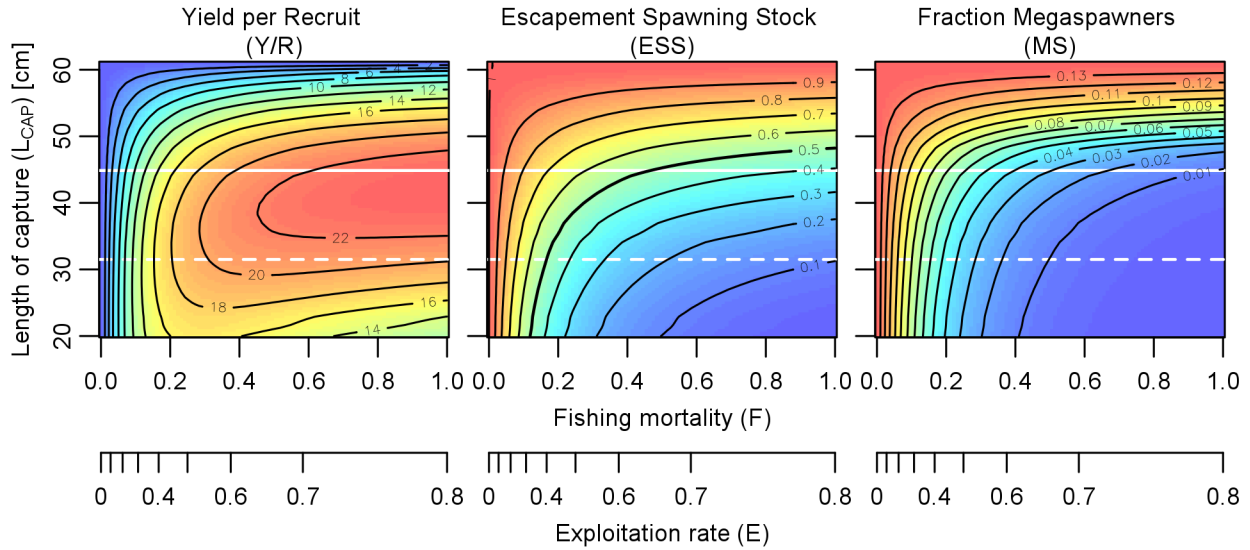 Yield per Recruit
(Y/R)
Escapement Spawning Stock
(ESS)
Fraction Megaspawners
(MS)
Length of capture (LCAP) [cm]
60
50
40
30
20
2
4
6
8
10
12
14
16
22
20
18
16
14
0.9
0.8
0.7
0.6
0.5
0.4
0.3
0.2
0.1
0.13
0.12
0.11
0.1
0.09
0.08
0.07
0.06
0.05
0.04
0.03
0.02
0.01
0.0 0.2 0.4 0.6 0.8 1.0
0.0 0.2 0.4 0.6 0.8 1.0
0.0 0.2 0.4 0.6 0.8 1.0
Fishing mortality (F)
0 0.4 0.6 0.7 0.8
0 0.4 0.6 0.7 0.8
0 0.4 0.6 0.7 0.8
Exploitation rate (E)